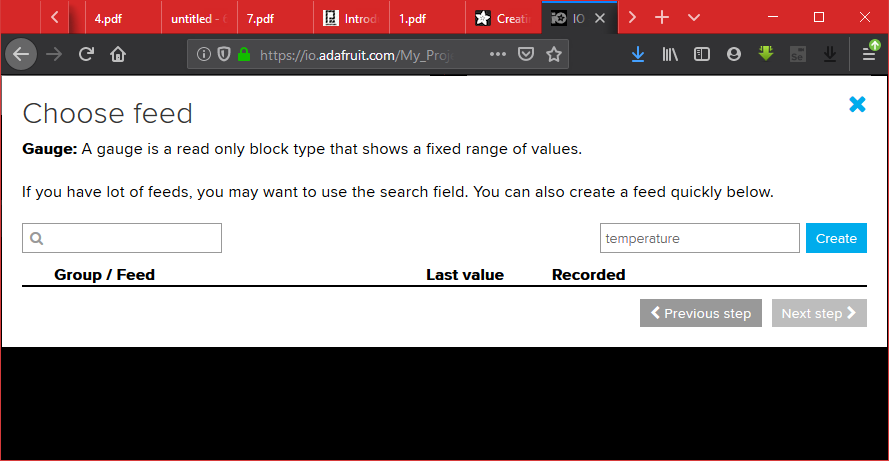 4.pdf untitled - 7.pdf Introd 1.pdf Creati IO
https://io.adafruit.com/My_Proj
Choose feed
Gauge: A gauge is a read only block type that shows a fixed range of values.
If you have lot of feeds, you may want to use the search field. You can also create a feed quickly below.
temperature Create
Group / Feed Last value Recorded
Previous step Next step